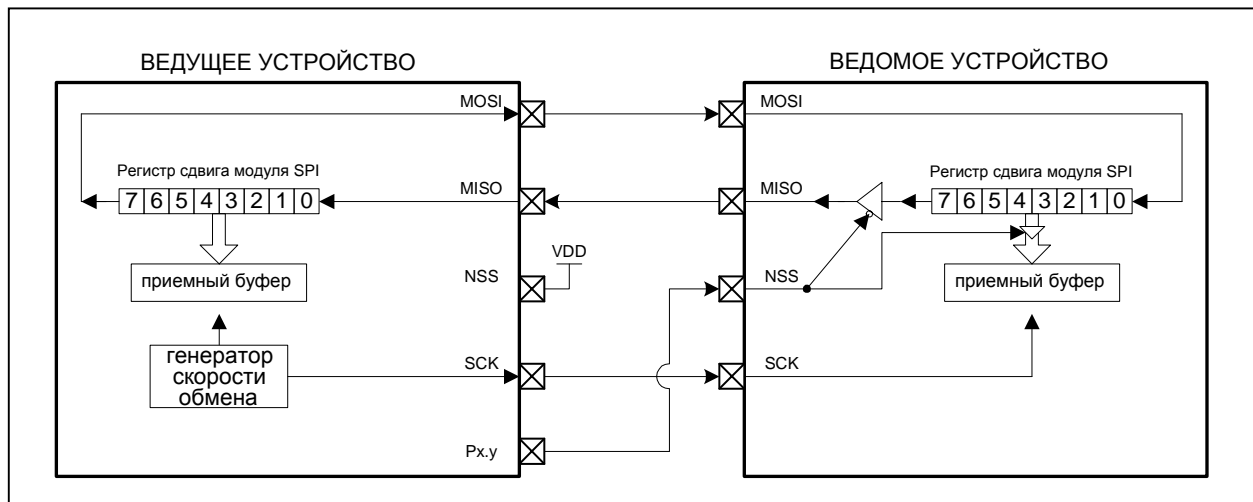 ВЕДУЩЕЕ УСТРОЙСТВО
MOSI
Регистр сдвига модуля SPI
7 6 5 4 3 2 1 0
MISO
приемный буфер
NSS
VDD
генератор
скорости
обмена
SCK
Px.y
ВЕДОМОЕ УСТРОЙСТВО
MOSI
Регистр сдвига модуля SPI
MISO
7 6 5 4 3 2 1 0
NSS
приемный буфер
SCK